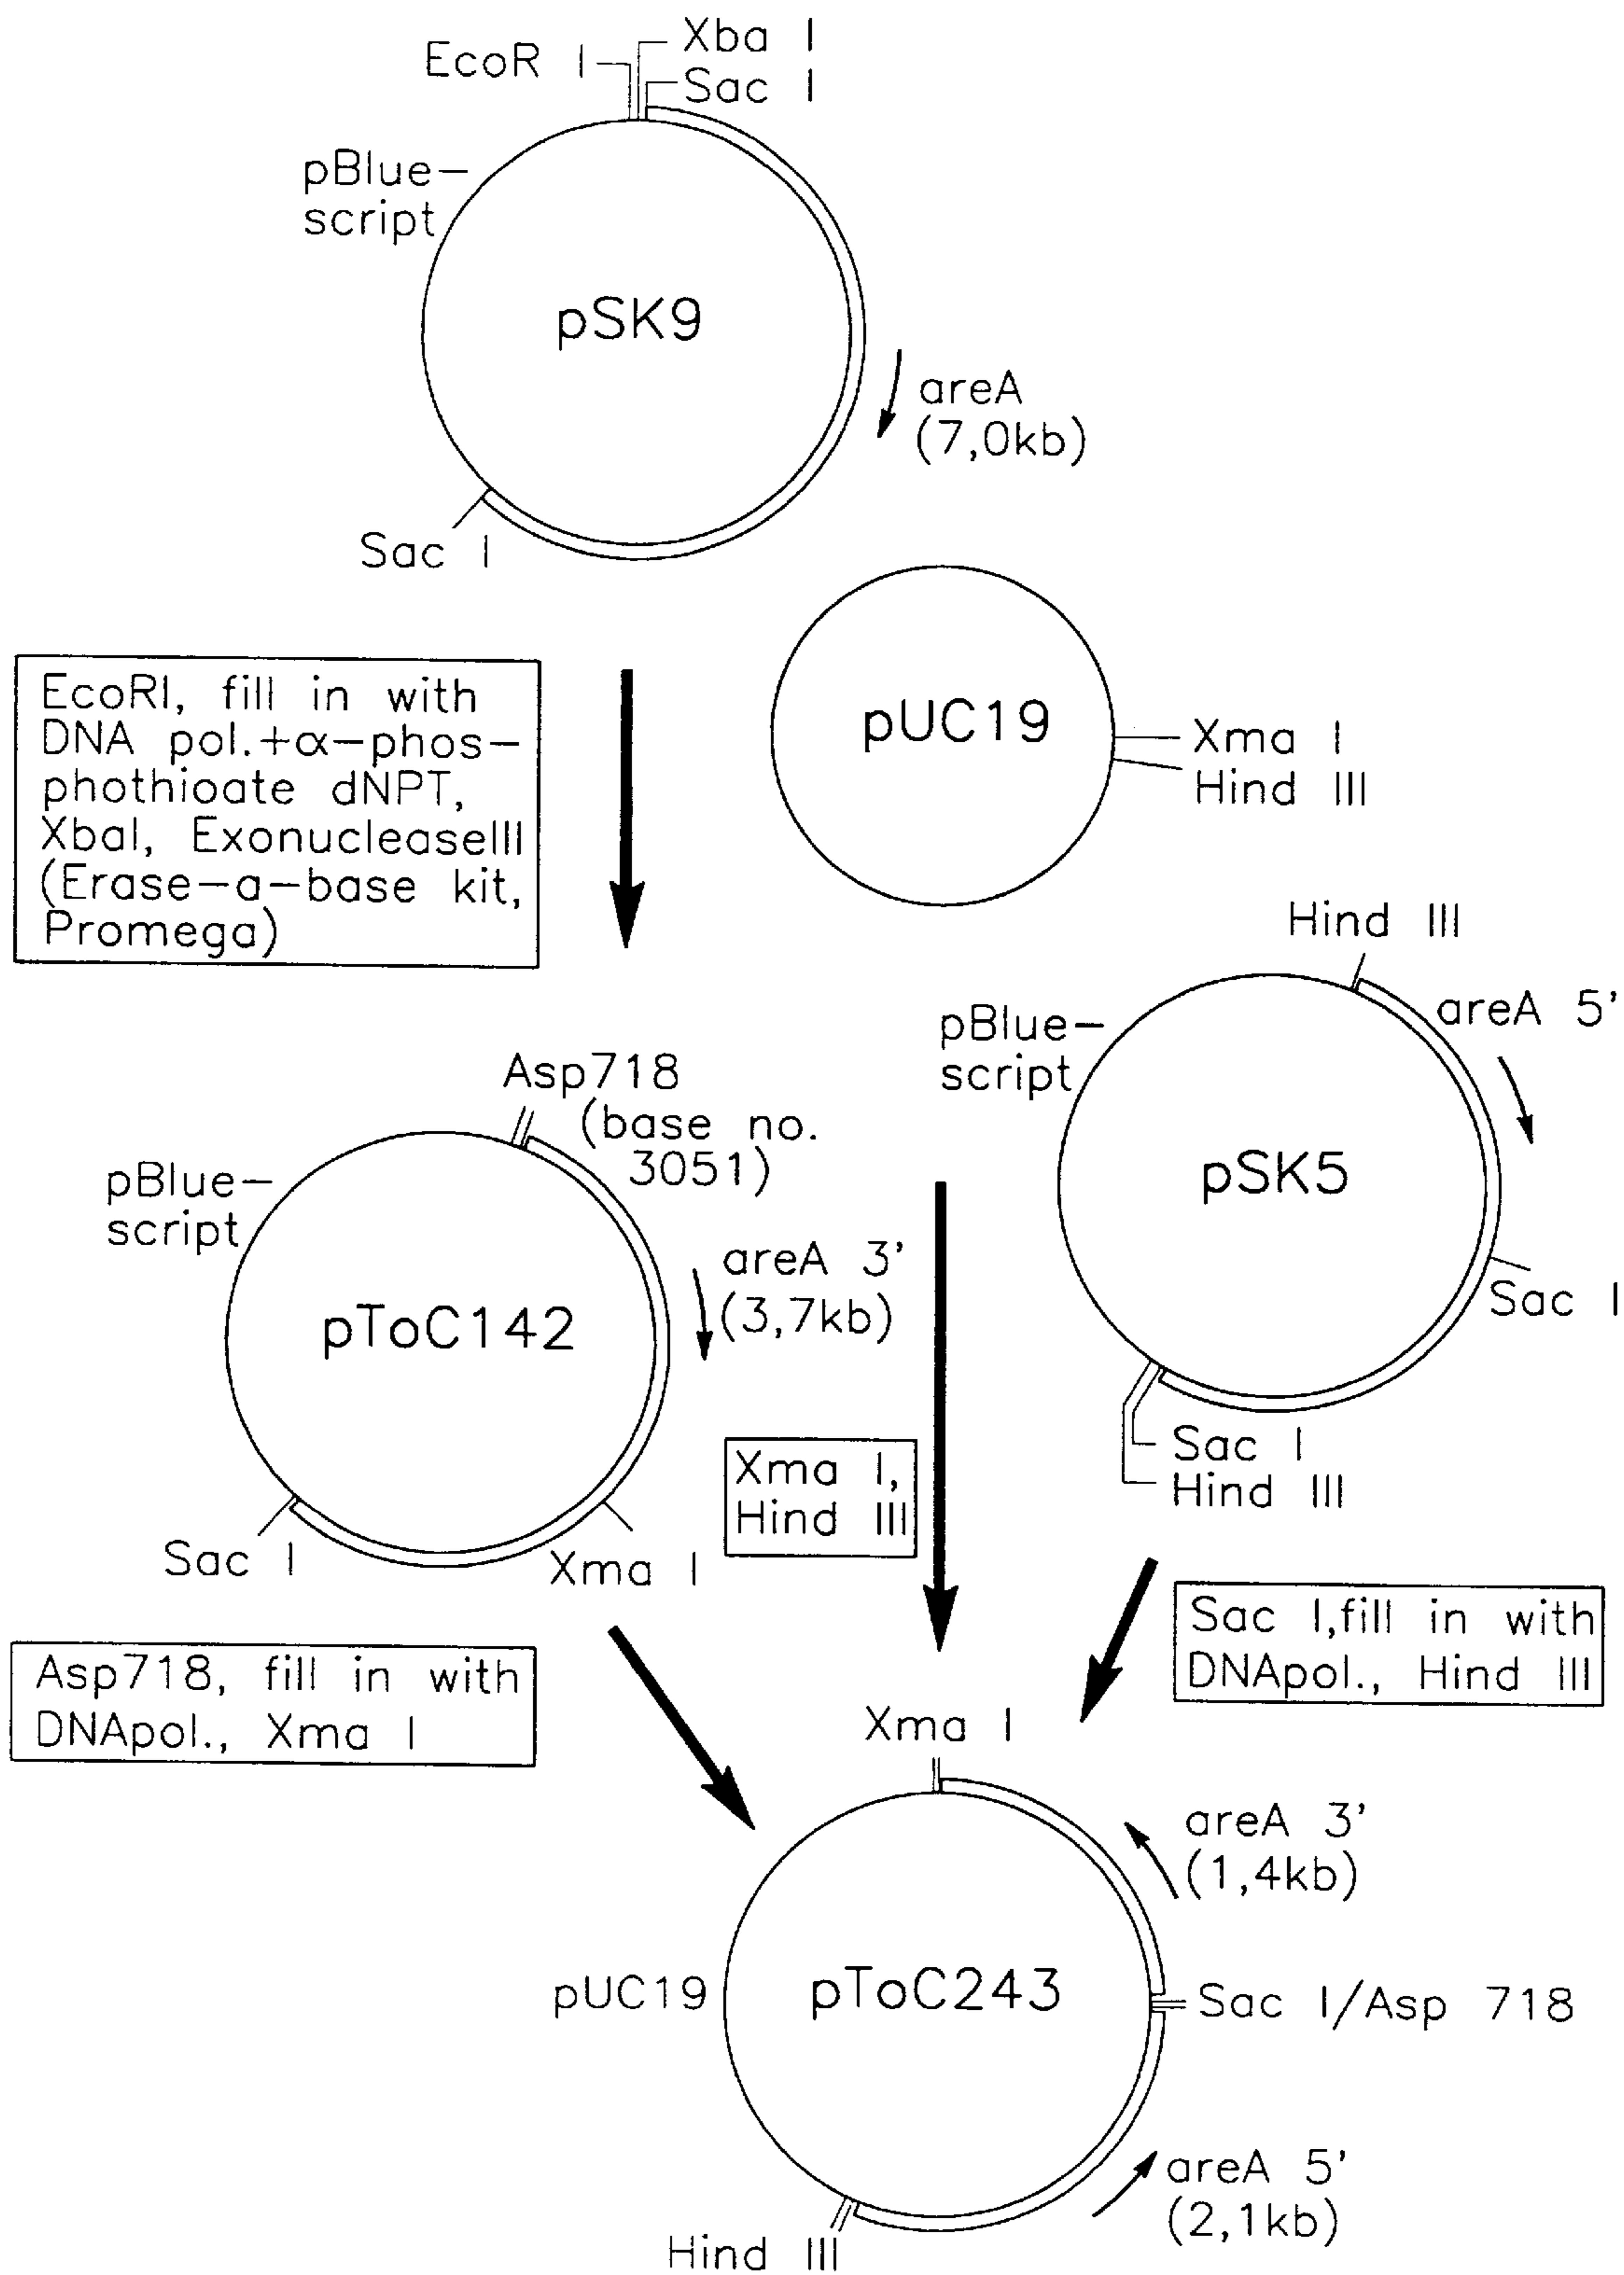 Xba I
EcoR I
Sac I
pBlue-
script
pSK9
areA
(7,0kb)
Sac I
EcoRI, fill in with
DNA pol.+α-phos-
phothioate dNPT,
XbaI, ExonucleaseIII
(Erase-a-base kit,
Promega)
pUC19
Xma I
Hind III
Hind III
areA 5'
pBlue-
script
pSK5
Sac I
Sac I
Hind III
Asp718
(base no.
3051)
pBlue-
script
areA 3'
(3,7kb)
pToC142
Sac I
Xma I
Xma I,
Hind III
Sac I,fill in with
DNApol., Hind III
Asp718, fill in with
DNApol., Xma I
Xma I
areA 3'
(1,4kb)
pUC19
pToC243
Sac I/Asp 718
areA 5'
(2,1kb)
Hind III